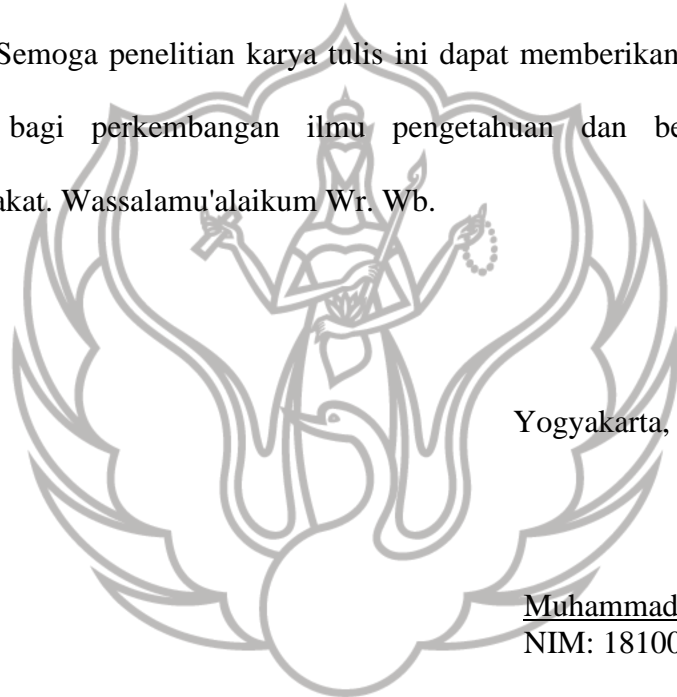 Semoga penelitian karya tulis ini dapat memberikan
bagi perkembangan ilmu pengetahuan dan be
akat. Wassalamu'alaikum Wr. Wb.
Yogyakarta,
Muhammad
NIM: 18100